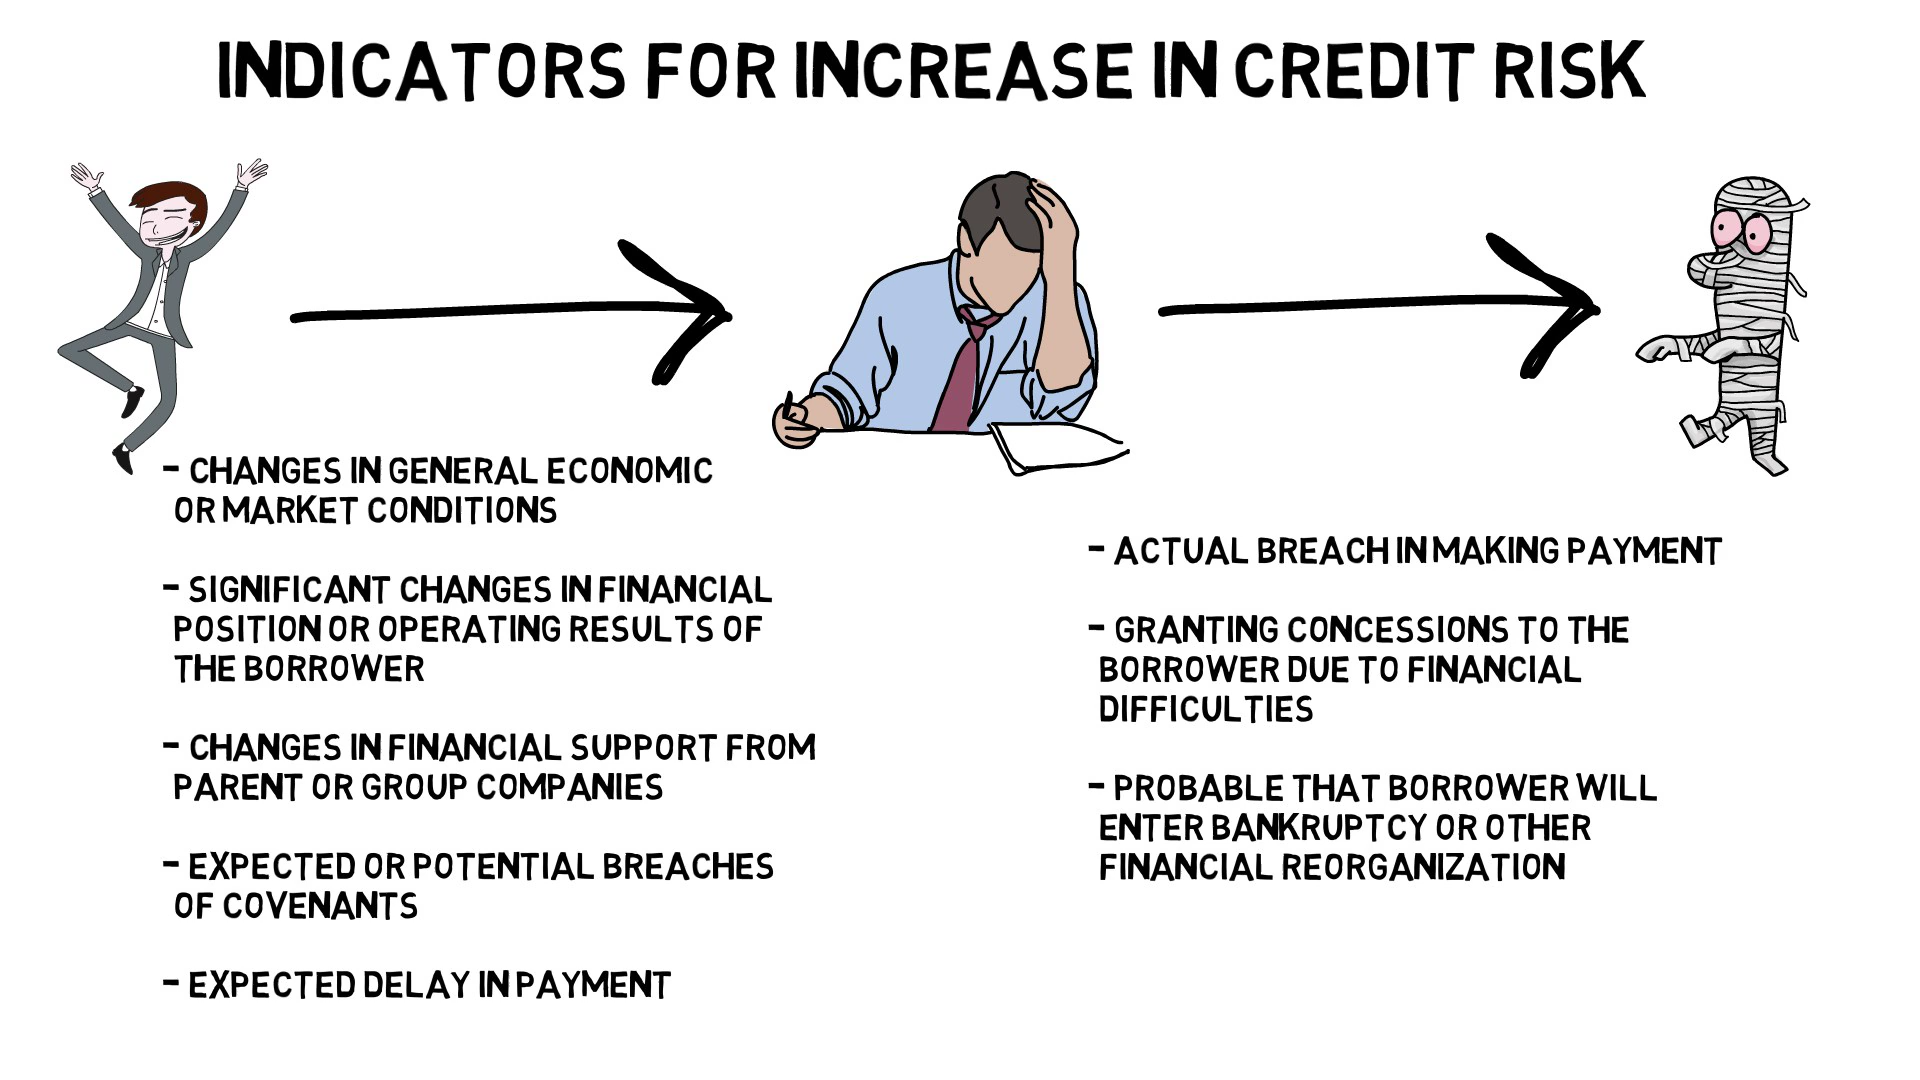 INDICATORS FOR INCREASE IN CREDIT RISK
- CHANGES IN GENERAL ECONOMIC
OR MARKET CONDITIONS
- SIGNIFICANT CHANGES IN FINANCIAL
POSITION OR OPERATING RESULTS OF
THE BORROWER
- CHANGES IN FINANCIAL SUPPORT FROM
PARENT OR GROUP COMPANIES
- EXPECTED OR POTENTIAL BREACHES
OF COVENANTS
- EXPECTED DELAY IN PAYMENT
- ACTUAL BREACH IN MAKING PAYMENT
- GRANTING CONCESSIONS TO THE
BORROWER DUE TO FINANCIAL
DIFFICULTIES
- PROBABLE THAT BORROWER WILL
ENTER BANKRUPTCY OR OTHER
FINANCIAL REORGANIZATION